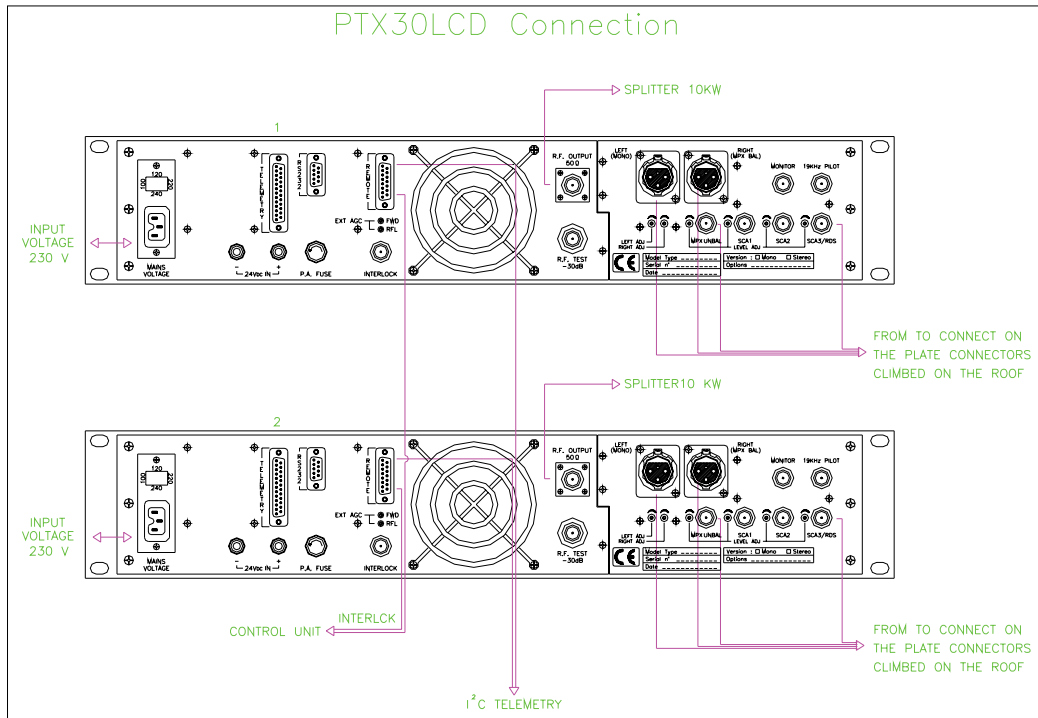 PTX30LCD Connection
SPLITTER 10KW
1
120
100
220
240
MAINS
VOLTAGE
INPUT
VOLTAGE
230 V
TELEMETRY
RS232
REMOTE
EXT AGC
FWD
RFL
- +
24Vdc IN
P.A. FUSE
INTERLOCK
R.F. OUTPUT
50Ω
R.F. TEST
-30dB
LEFT
(MONO)
RIGHT
(MPX BAL)
MONITOR
19KHz PILOT
LEFT ADJ
RIGHT ADJ
MPX UNBAL
SCA1
SCA2
SCA3/RDS
LEVEL ADJ
CE
Model Type
Serial n°
Date
Version : Mono Stereo
Options
FROM TO CONNECT ON
THE PLATE CONNECTORS
CLIMBED ON THE ROOF
SPLITTER10 KW
2
120
100
220
240
MAINS
VOLTAGE
INPUT
VOLTAGE
230 V
TELEMETRY
RS232
REMOTE
EXT AGC
FWD
RFL
- +
24Vdc IN
P.A. FUSE
INTERLOCK
R.F. OUTPUT
50Ω
R.F. TEST
-30dB
LEFT
(MONO)
RIGHT
(MPX BAL)
MONITOR
19KHz PILOT
LEFT ADJ
RIGHT ADJ
MPX UNBAL
SCA1
SCA2
SCA3/RDS
LEVEL ADJ
CE
Model Type
Serial n°
Date
Version : Mono Stereo
Options
INTERLCK
CONTROL UNIT
FROM TO CONNECT ON
THE PLATE CONNECTORS
CLIMBED ON THE ROOF
I²C TELEMETRY